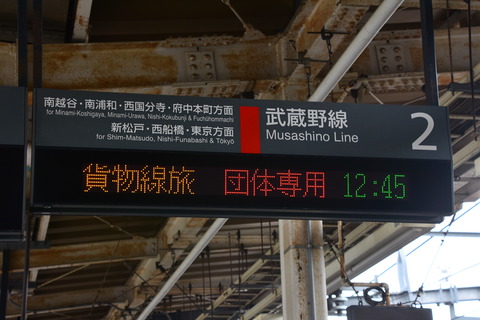 南越谷・南浦和・西国分寺・府中本町方面
for Minami-Koshigaya, Minami-Urawa, Nishi-Kokubunji & Fuchūhommachi
新松戸・西船橋・東京方面
for Shim-Matsudo, Nishi-Funabashi & Tōkyō
武蔵野線
Musashino Line
2
貨物線旅 団体専用 12:45